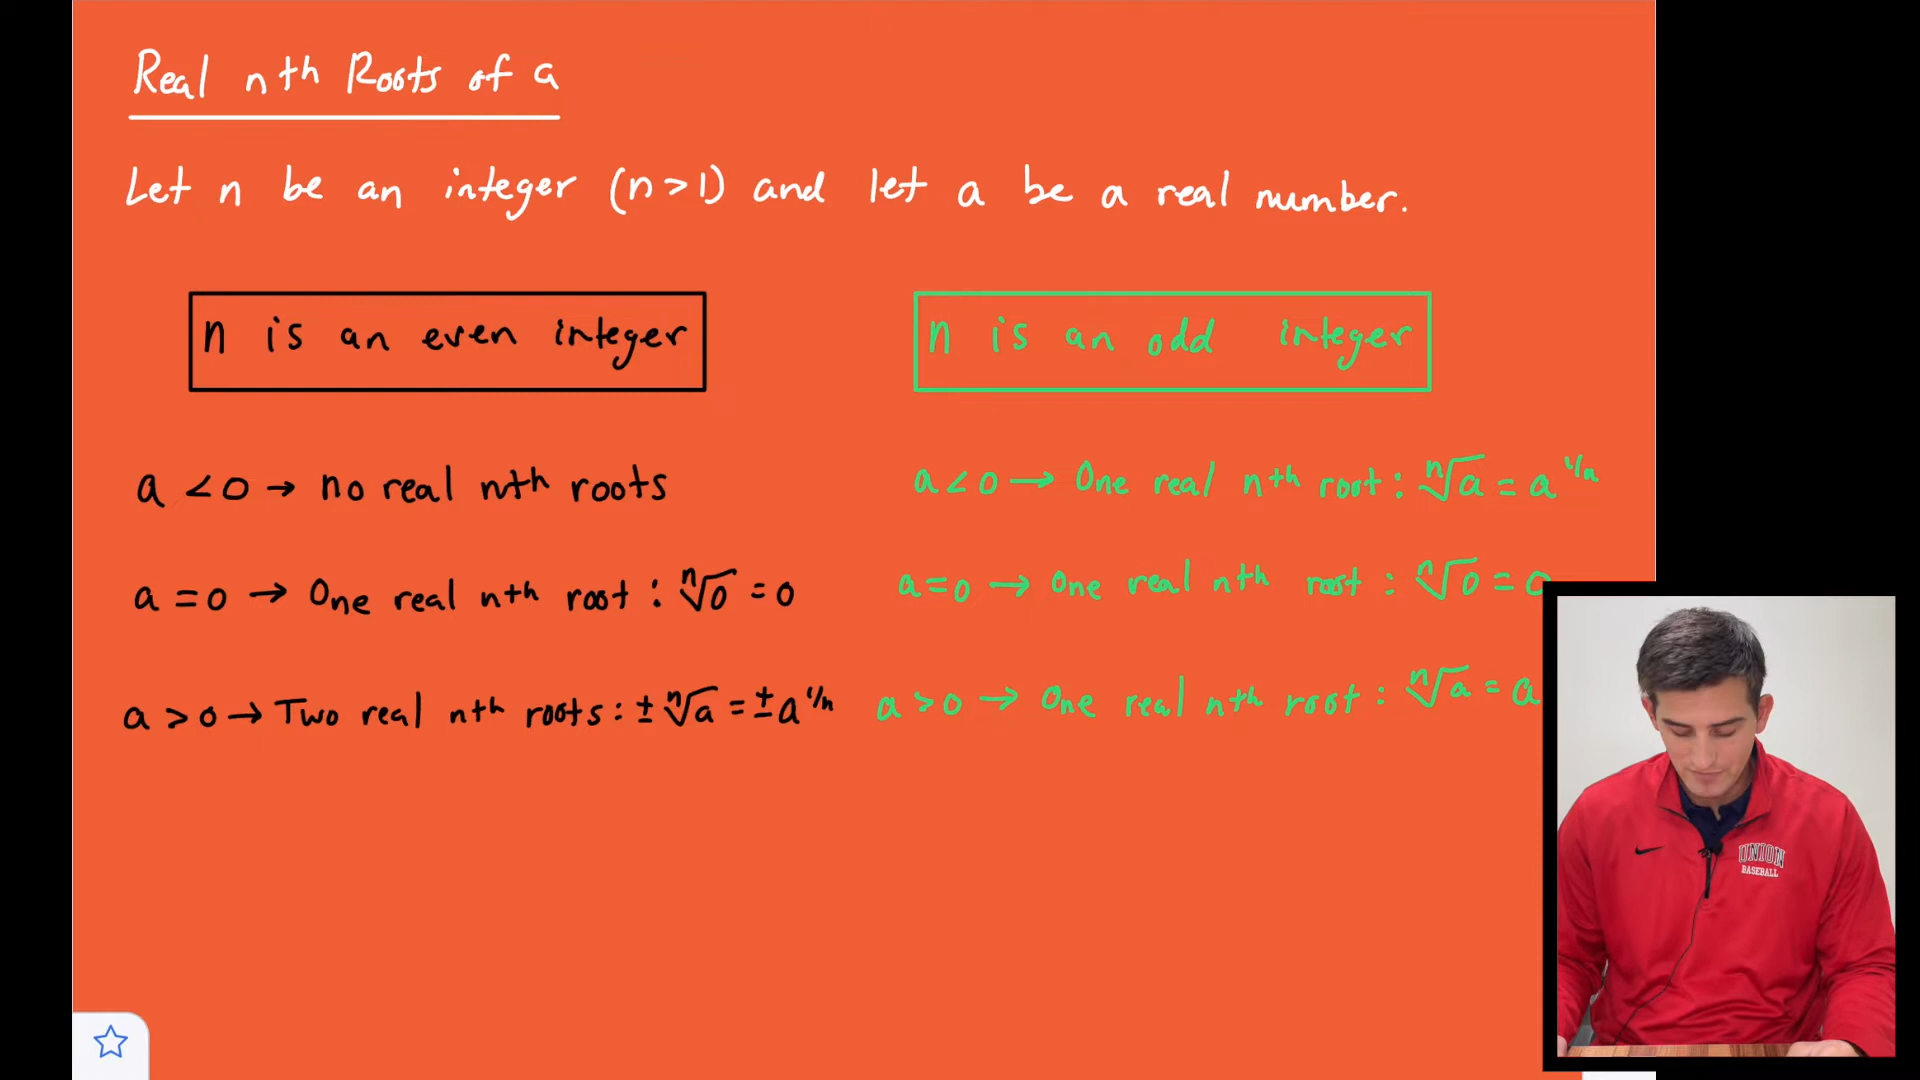 Real nth Roots of a
Let n be an integer (n>1) and let a be a real number.
n is an even integer
a < 0 → no real nth roots
a = 0 → One real nth root : ⁿ√0 = 0
a > 0 → Two real nth roots : ± ⁿ√a = ± a^1/n
n is an odd integer
a < 0 → One real nth root : ⁿ√a = a^1/n
a = 0 → One real nth root : ⁿ√0 = 0
a > 0 → One real nth root : ⁿ√a = a
UNION
BASEBALL